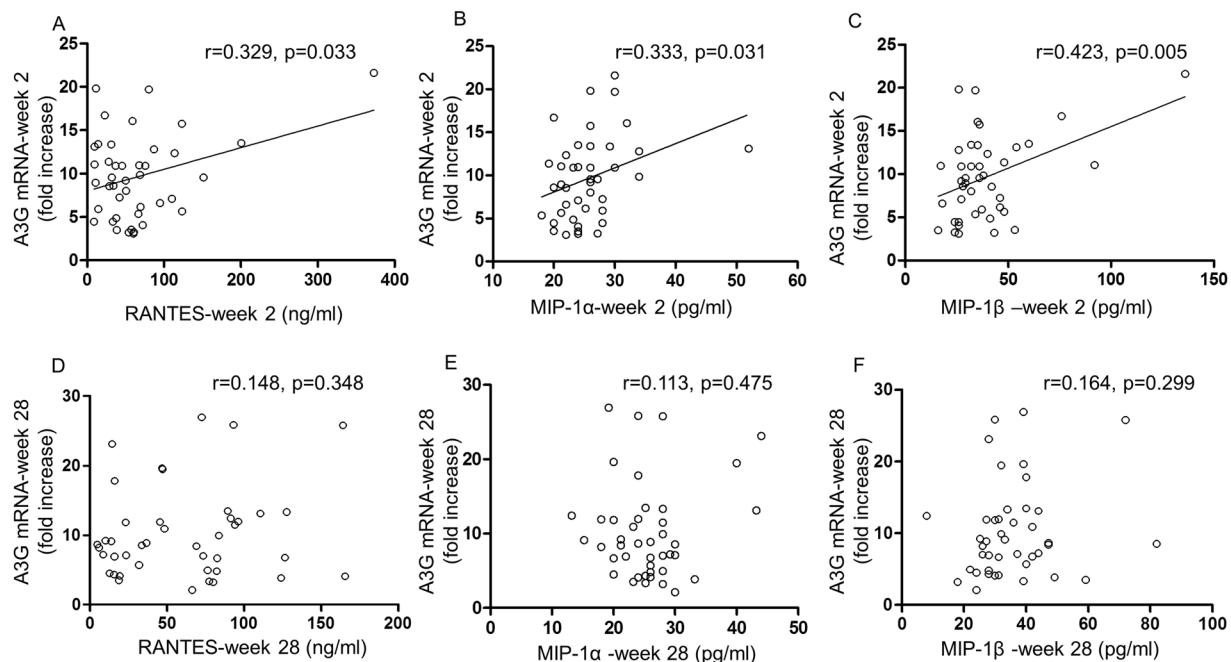 A
r=0.329, p=0.033
A3G mRNA-week 2
(fold increase)
25
20
15
10
5
0
0 100 200 300 400
RANTES-week 2 (ng/ml)
B
r=0.333, p=0.031
A3G mRNA-week 2
(fold increase)
25
20
15
10
5
0
10 20 30 40 50 60
MIP-1α-week 2 (pg/ml)
C
r=0.423, p=0.005
A3G mRNA-week 2
(fold increase)
25
20
15
10
5
0
0 50 100 150
MIP-1β –week 2 (pg/ml)
D
r=0.148, p=0.348
A3G mRNA-week 28
(fold increase)
30
20
10
0
0 50 100 150 200
RANTES-week 28 (ng/ml)
E
r=0.113, p=0.475
A3G mRNA-week 28
(fold increase)
30
20
10
0
0 10 20 30 40 50
MIP-1α -week 28 (pg/ml)
F
r=0.164, p=0.299
A3G mRNA-week 28
(fold increase)
30
20
10
0
0 20 40 60 80 100
MIP-1β -week 28 (pg/ml)